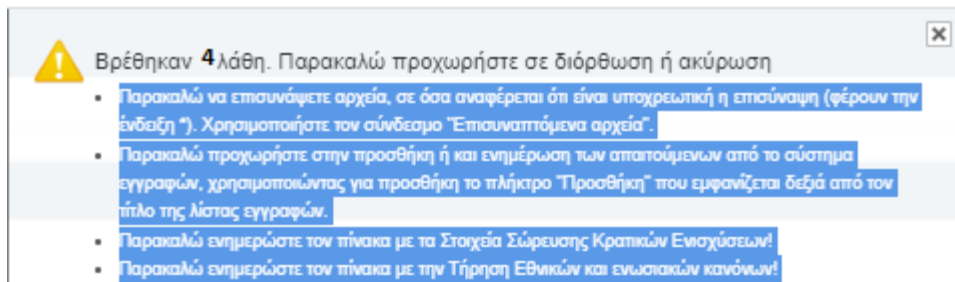 Βρέθηκαν 4 λάθη. Παρακαλώ προχωρήστε σε διόρθωση ή ακύρωση
• Παρακαλώ να επισυνάψετε αρχεία, σε όσα αναφέρεται ότι είναι υποχρεωτική η επισύναψη (φέρουν την
ένδειξη *). Χρησιμοποιήστε τον σύνδεσμο "Επισυναπτόμενα αρχεία".
• Παρακαλώ προχωρήστε στην προσθήκη ή και ενημέρωση των απαιτούμενων από το σύστημα
εγγραφών, χρησιμοποιώντας για προσθήκη το πλήκτρο "Προσθήκη" που εμφανίζεται δεξιά από τον
τίτλο της λίστας εγγραφών.
• Παρακαλώ ενημερώστε τον πίνακα με τα Στοιχεία Σώρευσης Κρατικών Ενισχύσεων!
• Παρακαλώ ενημερώστε τον πίνακα με την Τήρηση Εθνικών και ενωσιακών κανόνων!